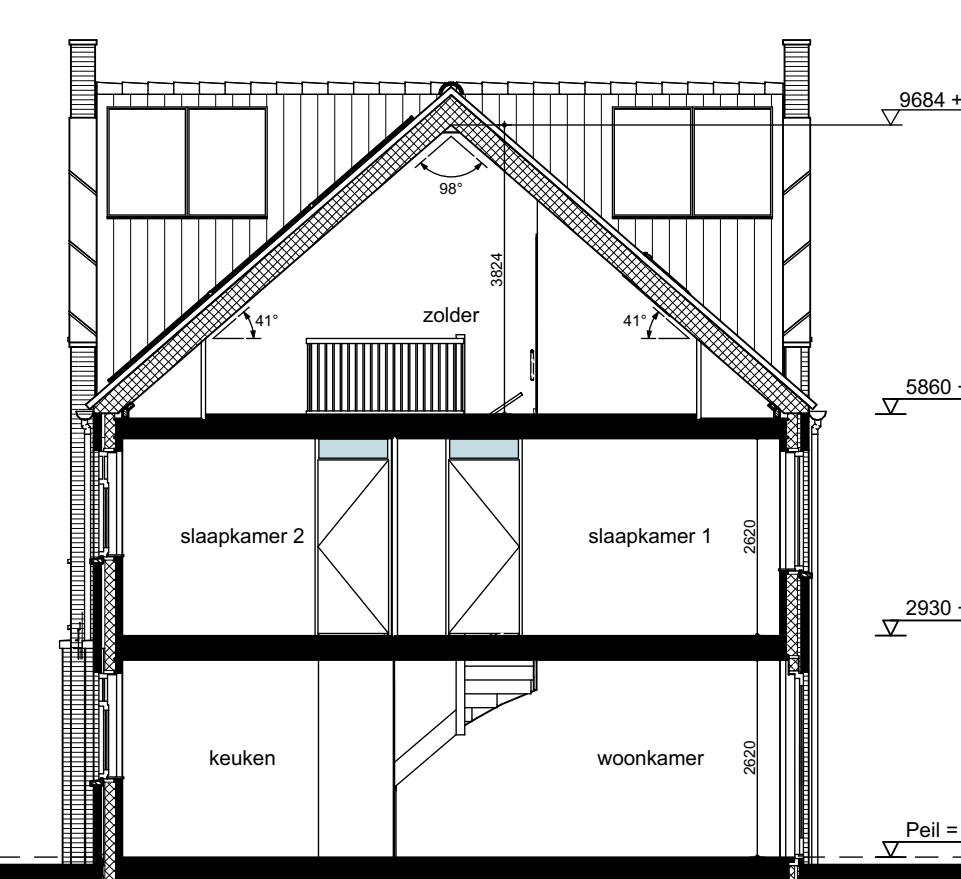 9684 +
98°
3824
zolder
41°
41°
5860 +
slaapkamer 2
slaapkamer 1
2620
2930 +
keuken
woonkamer
2620
Peil =